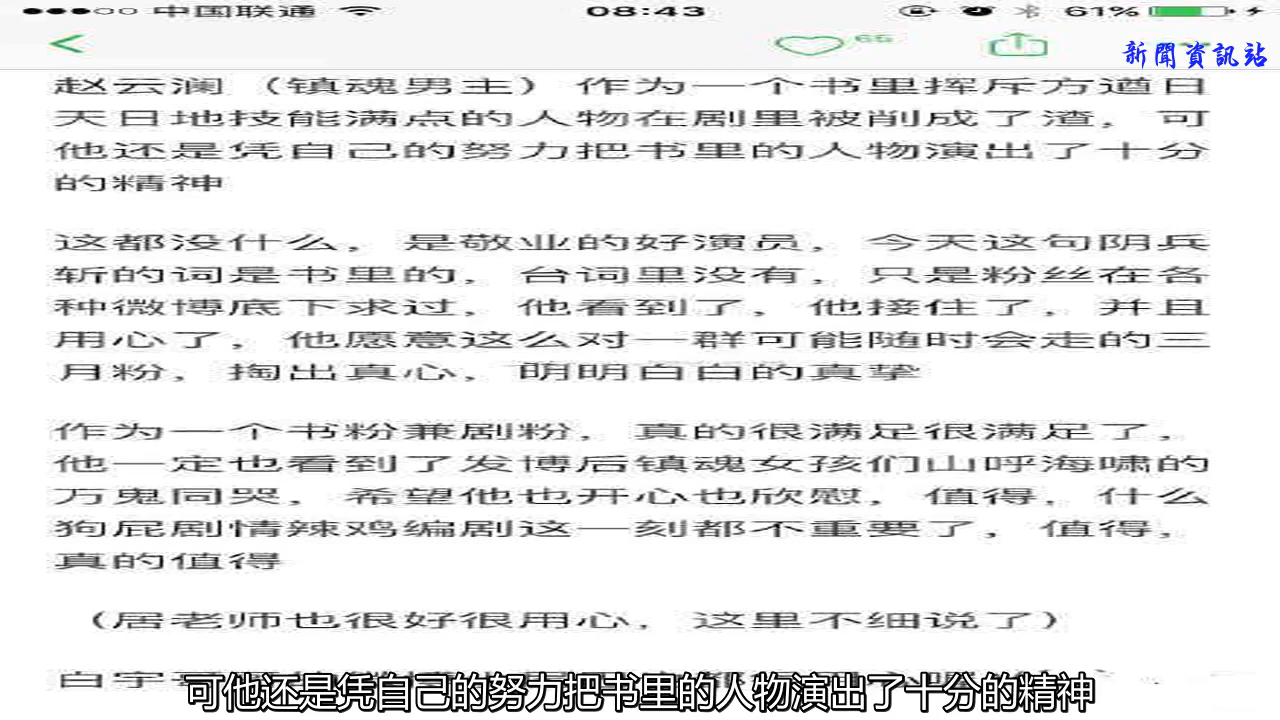 中国联通 08:43 61%
65
新聞資訊站
赵云澜（镇魂男主）作为一个书里挥斥方遒日
天日地技能满点的人物在剧里被削成了渣，可
他还是凭自己的努力把书里的人物演出了十分
的精神
这都没什么，是敬业的好演员，今天这句阴兵
斩的词是书里的，台词里没有，只是粉丝在各
种微博底下求过，他看到了，他接住了，并且
用心了，他愿意这么对一群可能随时会走的三
月粉，掏出真心，明明白白的真挚
作为一个书粉兼剧粉，真的很满足很满足了，
他一定也看到了发博后镇魂女孩们山呼海啸的
万鬼同哭，希望他也开心也欣慰，值得，什么
狗屁剧情辣鸡编剧这一刻都不重要了，值得，
真的值得
（居老师也很好很用心，这里不细说了）
白宇
可他还是凭自己的努力把书里的人物演出了十分的精神